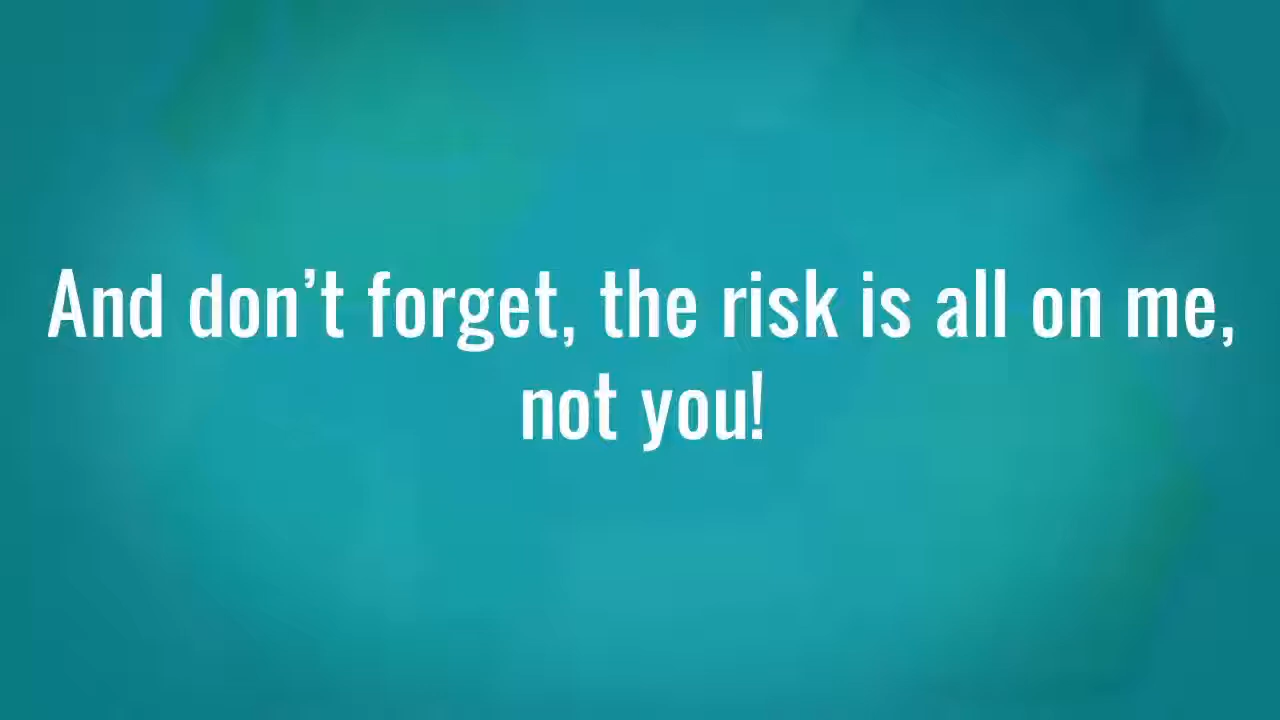 And don’t forget, the risk is all on me,
not you!